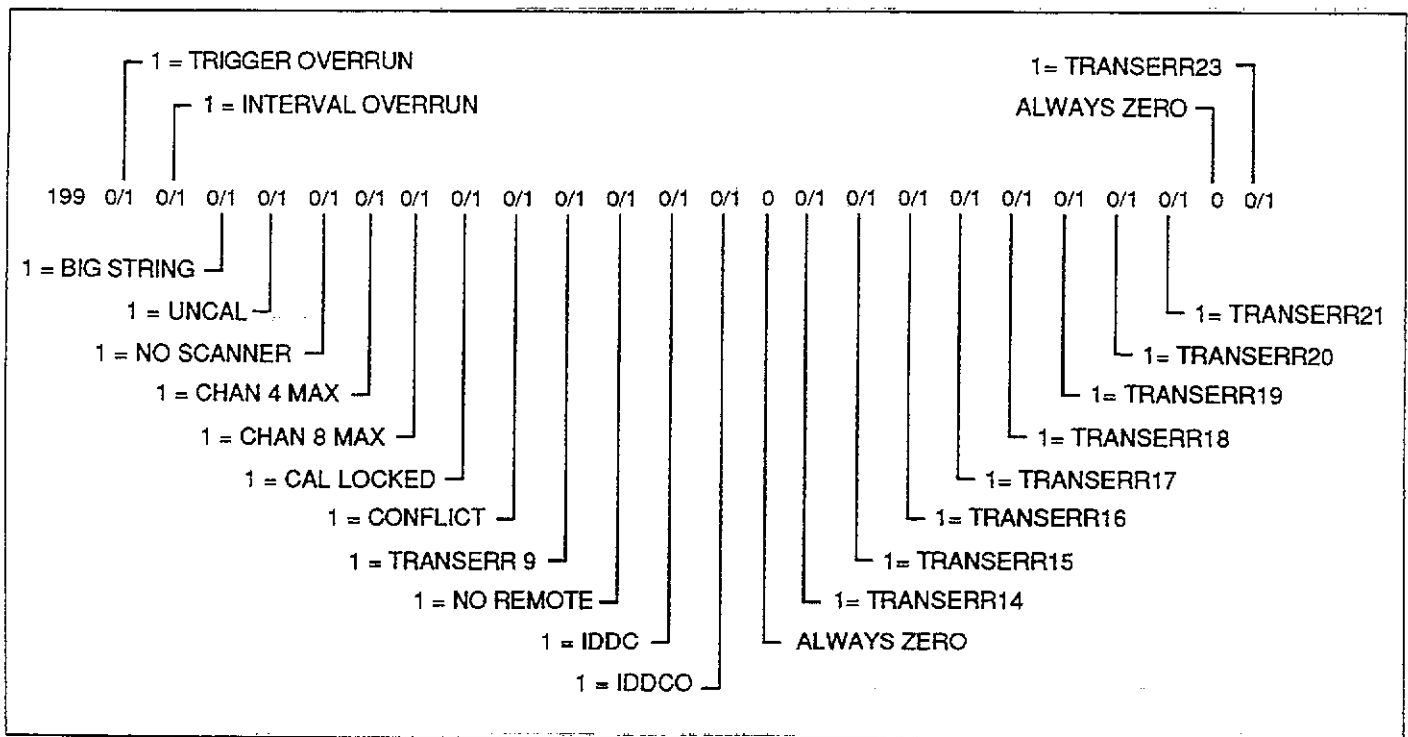 1 = TRIGGER OVERRUN
1= TRANSERR23
1 = INTERVAL OVERRUN
ALWAYS ZERO
199 0/1 0/1 0/1 0/1 0/1 0/1 0/1 0/1 0/1 0/1 0/1 0/1 0/1 0 0/1 0/1 0/1 0/1 0/1 0/1 0/1 0/1 0 0/1
1 = BIG STRING
1 = UNCAL
1= TRANSERR21
1 = NO SCANNER
1= TRANSERR20
1 = CHAN 4 MAX
1= TRANSERR19
1 = CHAN 8 MAX
1= TRANSERR18
1 = CAL LOCKED
1= TRANSERR17
1 = CONFLICT
1= TRANSERR16
1 = TRANSERR 9
1= TRANSERR15
1 = NO REMOTE
1= TRANSERR14
1 = IDDC
ALWAYS ZERO
1 = IDDCO